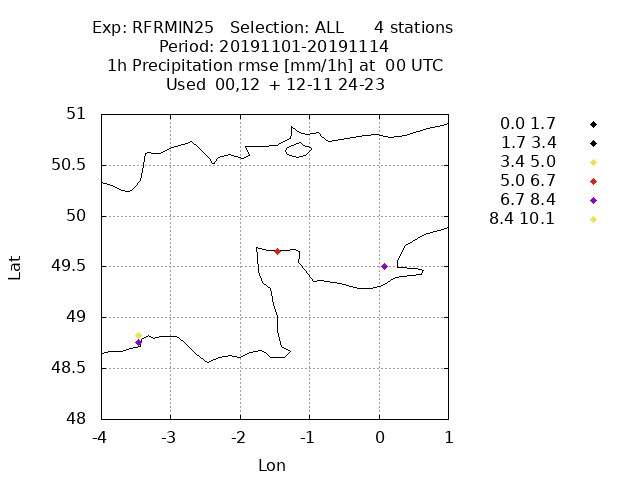 Exp: RFRMIN25   Selection: ALL      4 stations
Period: 20191101-20191114
1h Precipitation rmse [mm/1h] at  00 UTC
Used  00,12  + 12-11 24-23
51
50.5
50
49.5
49
48.5
48
-4 -3 -2 -1 0 1
Lat
Lon
0.0 1.7
1.7 3.4
3.4 5.0
5.0 6.7
6.7 8.4
8.4 10.1